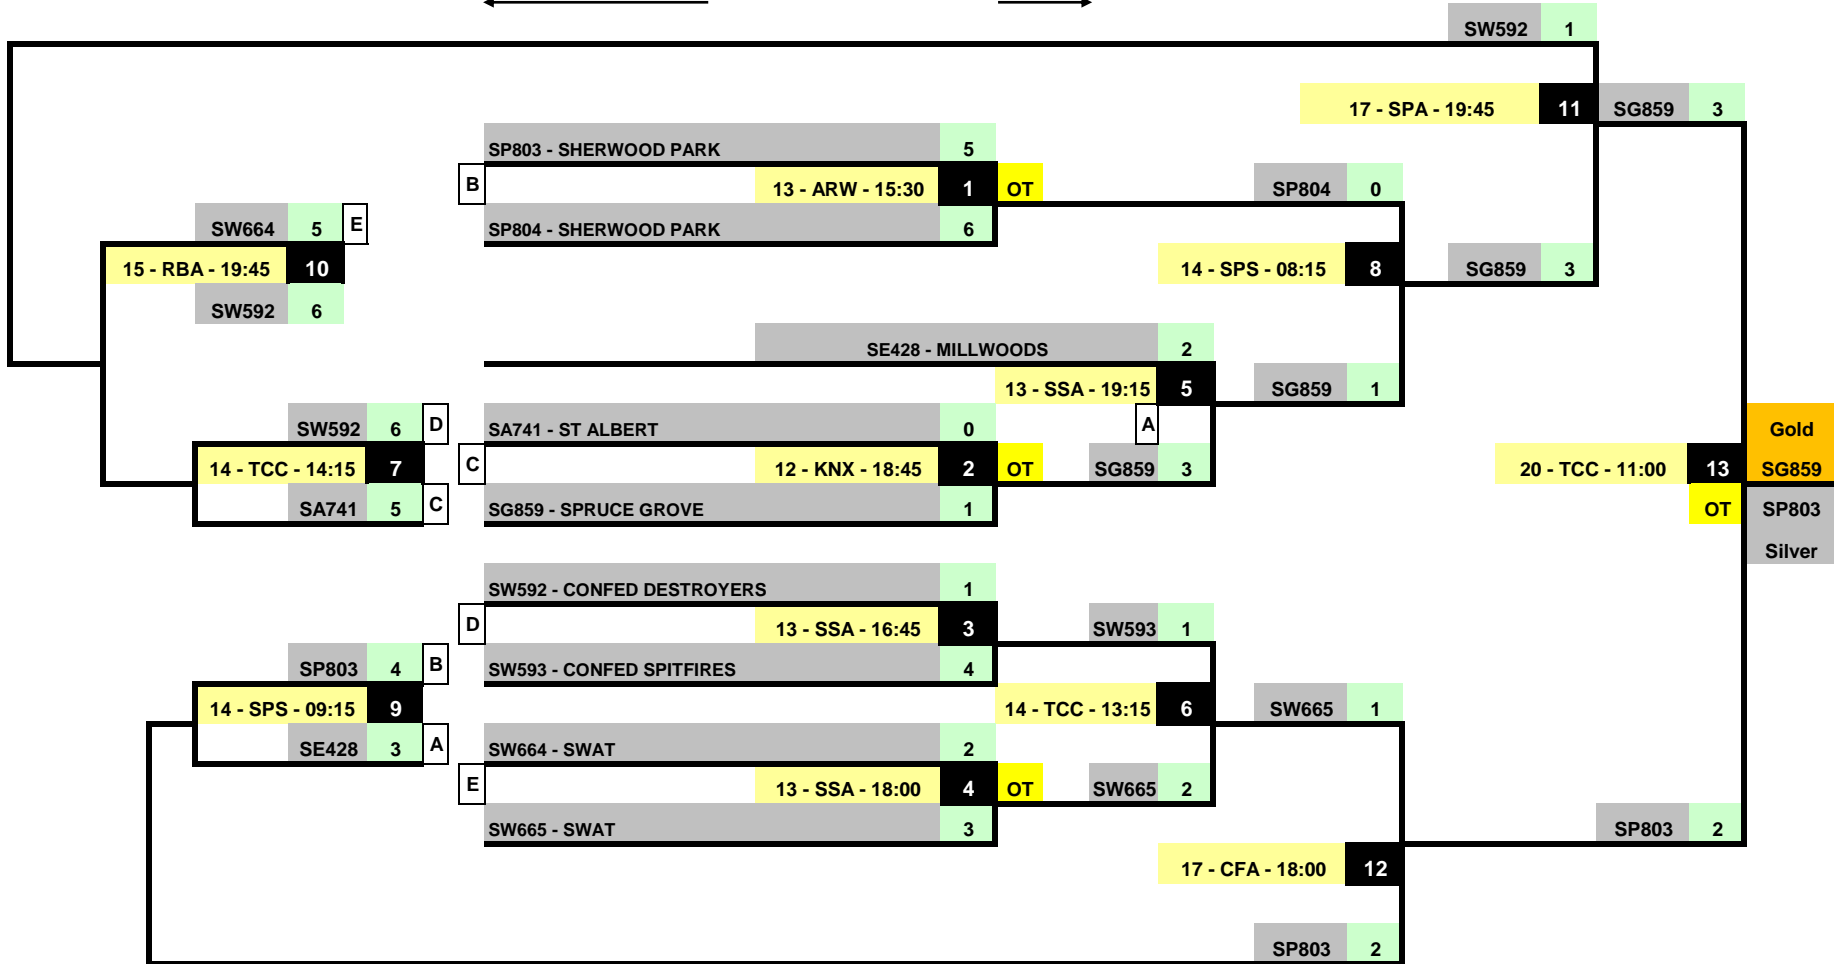 SW592 1
17 - SPA - 19:45 11 SG859 3
SP803 - SHERWOOD PARK 5
B 13 - ARW - 15:30 1 OT SP804 0
SW664 5 E SP804 - SHERWOOD PARK 6
15 - RBA - 19:45 10 14 - SPS - 08:15 8 SG859 3
SW592 6
SE428 - MILLWOODS 2
13 - SSA - 19:15 5 SG859 1
SW592 6 D SA741 - ST ALBERT 0 A Gold
14 - TCC - 14:15 7 C 12 - KNX - 18:45 2 OT SG859 3 20 - TCC - 11:00 13 SG859
SA741 5 C SG859 - SPRUCE GROVE 1 OT SP803
Silver
SW592 - CONFED DESTROYERS 1
D 13 - SSA - 16:45 3 SW593 1
SP803 4 B SW593 - CONFED SPITFIRES 4
14 - SPS - 09:15 9 14 - TCC - 13:15 6 SW665 1
SE428 3 A SW664 - SWAT 2
E 13 - SSA - 18:00 4 OT SW665 2
SW665 - SWAT 3 SP803 2
17 - CFA - 18:00 12
SP803 2